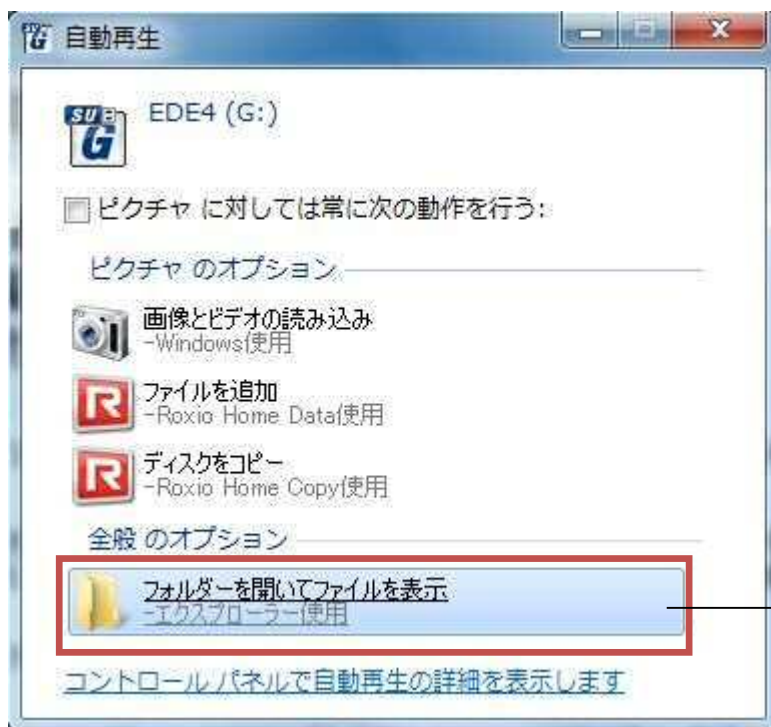 自動再生
SUB
G
EDE4 (G:)
ピクチャ に対しては常に次の動作を行う:
ピクチャ のオプション
画像とビデオの読み込み
-Windows使用
R
ファイルを追加
-Roxio Home Data使用
R
ディスクをコピー
-Roxio Home Copy使用
全般 のオプション
フォルダーを開いてファイルを表示
-エクスプローラー使用
コントロール パネルで自動再生の詳細を表示します